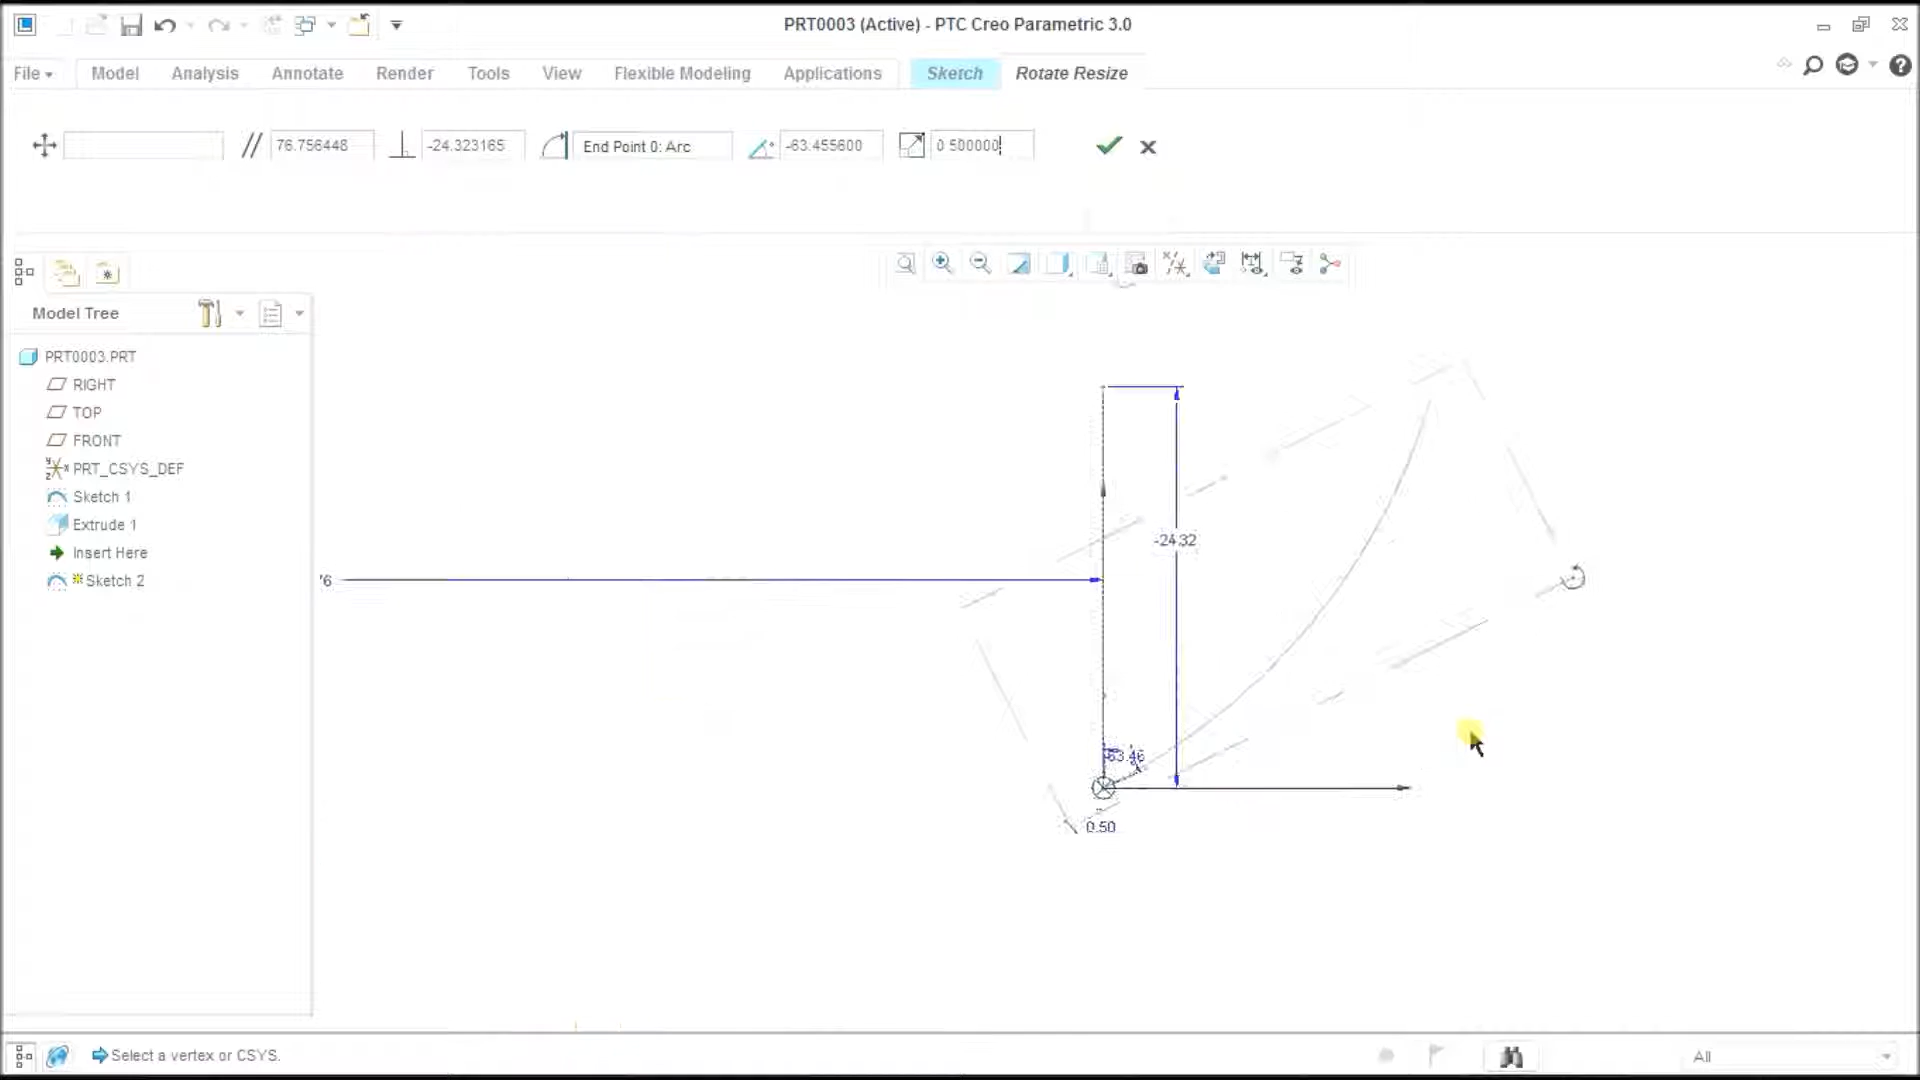 PRT0003 (Active) - PTC Creo Parametric 3.0
File Model Analysis Annotate Render Tools View Flexible Modeling Applications Sketch Rotate Resize
76.756448 -24.323165 End Point 0: Arc -63.455600 0.500000
Model Tree
PRT0003.PRT
RIGHT
TOP
FRONT
PRT_CSYS_DEF
Sketch 1
Extrude 1
Insert Here
Sketch 2
-24.32
63.46
0.50
Select a vertex or CSYS.
All